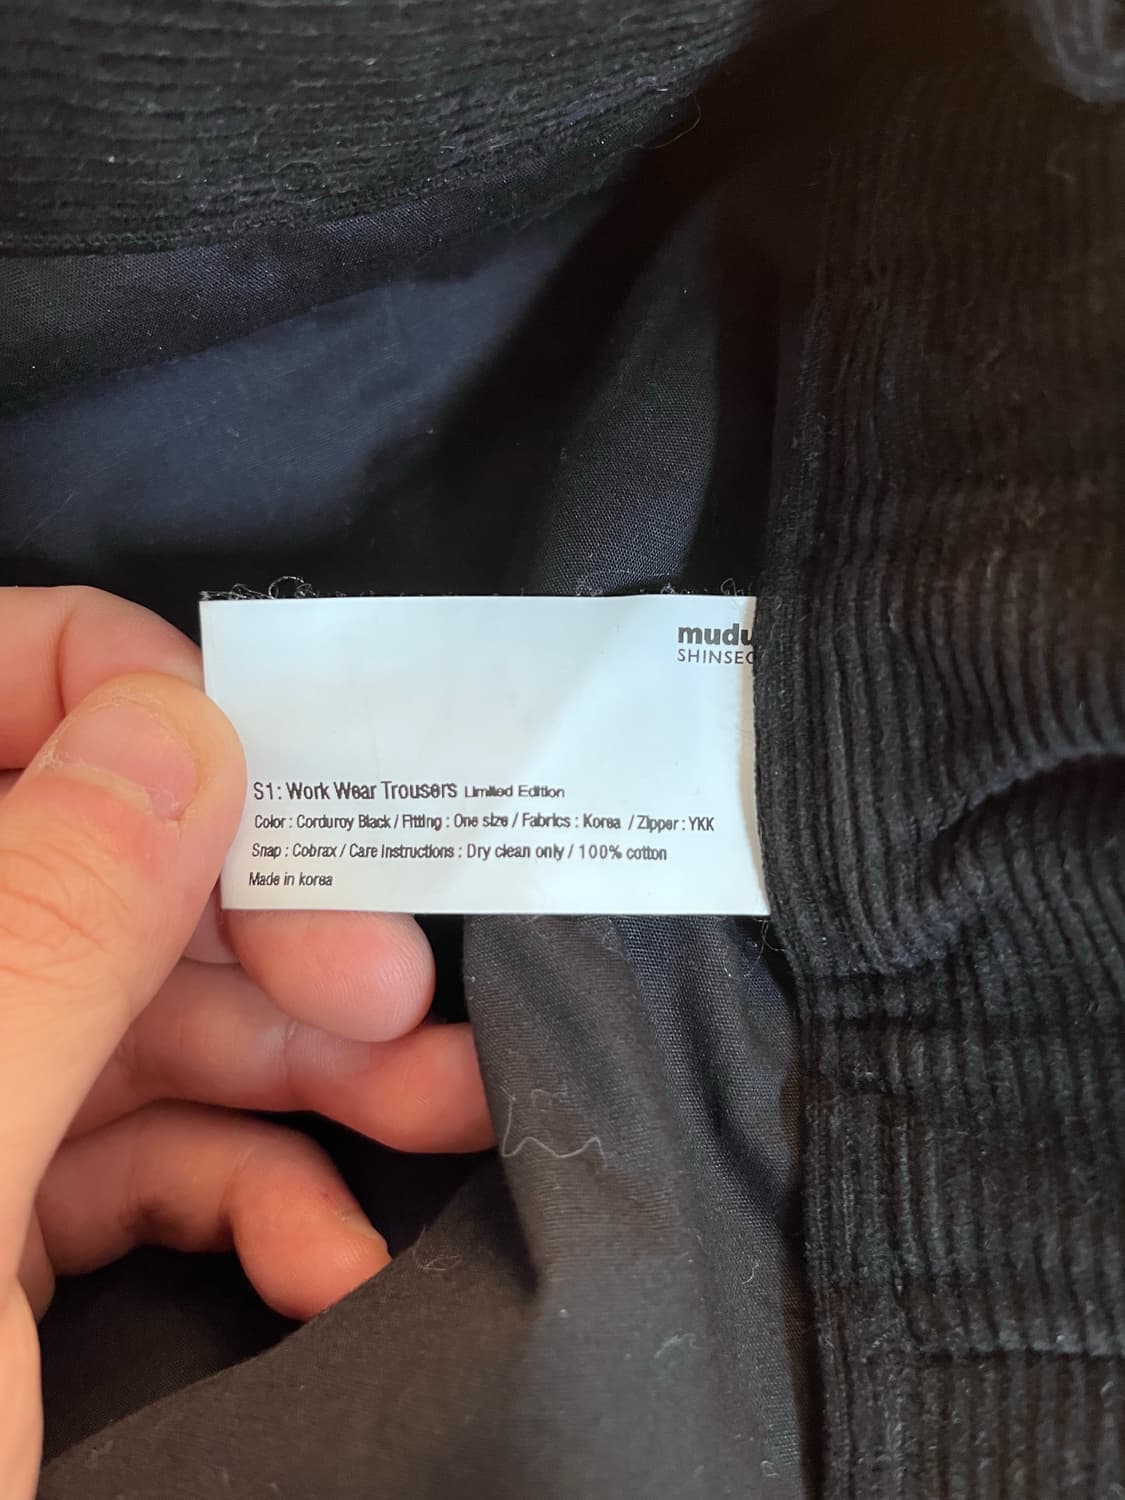 mudu
SHINSEO
S1: Work Wear Trousers Limited Edition
Color : Corduroy Black / Fitting : One size / Fabrics : Korea / Zipper : YKK
Snap : Cobrax / Care Instructions : Dry clean only / 100% cotton
Made in korea